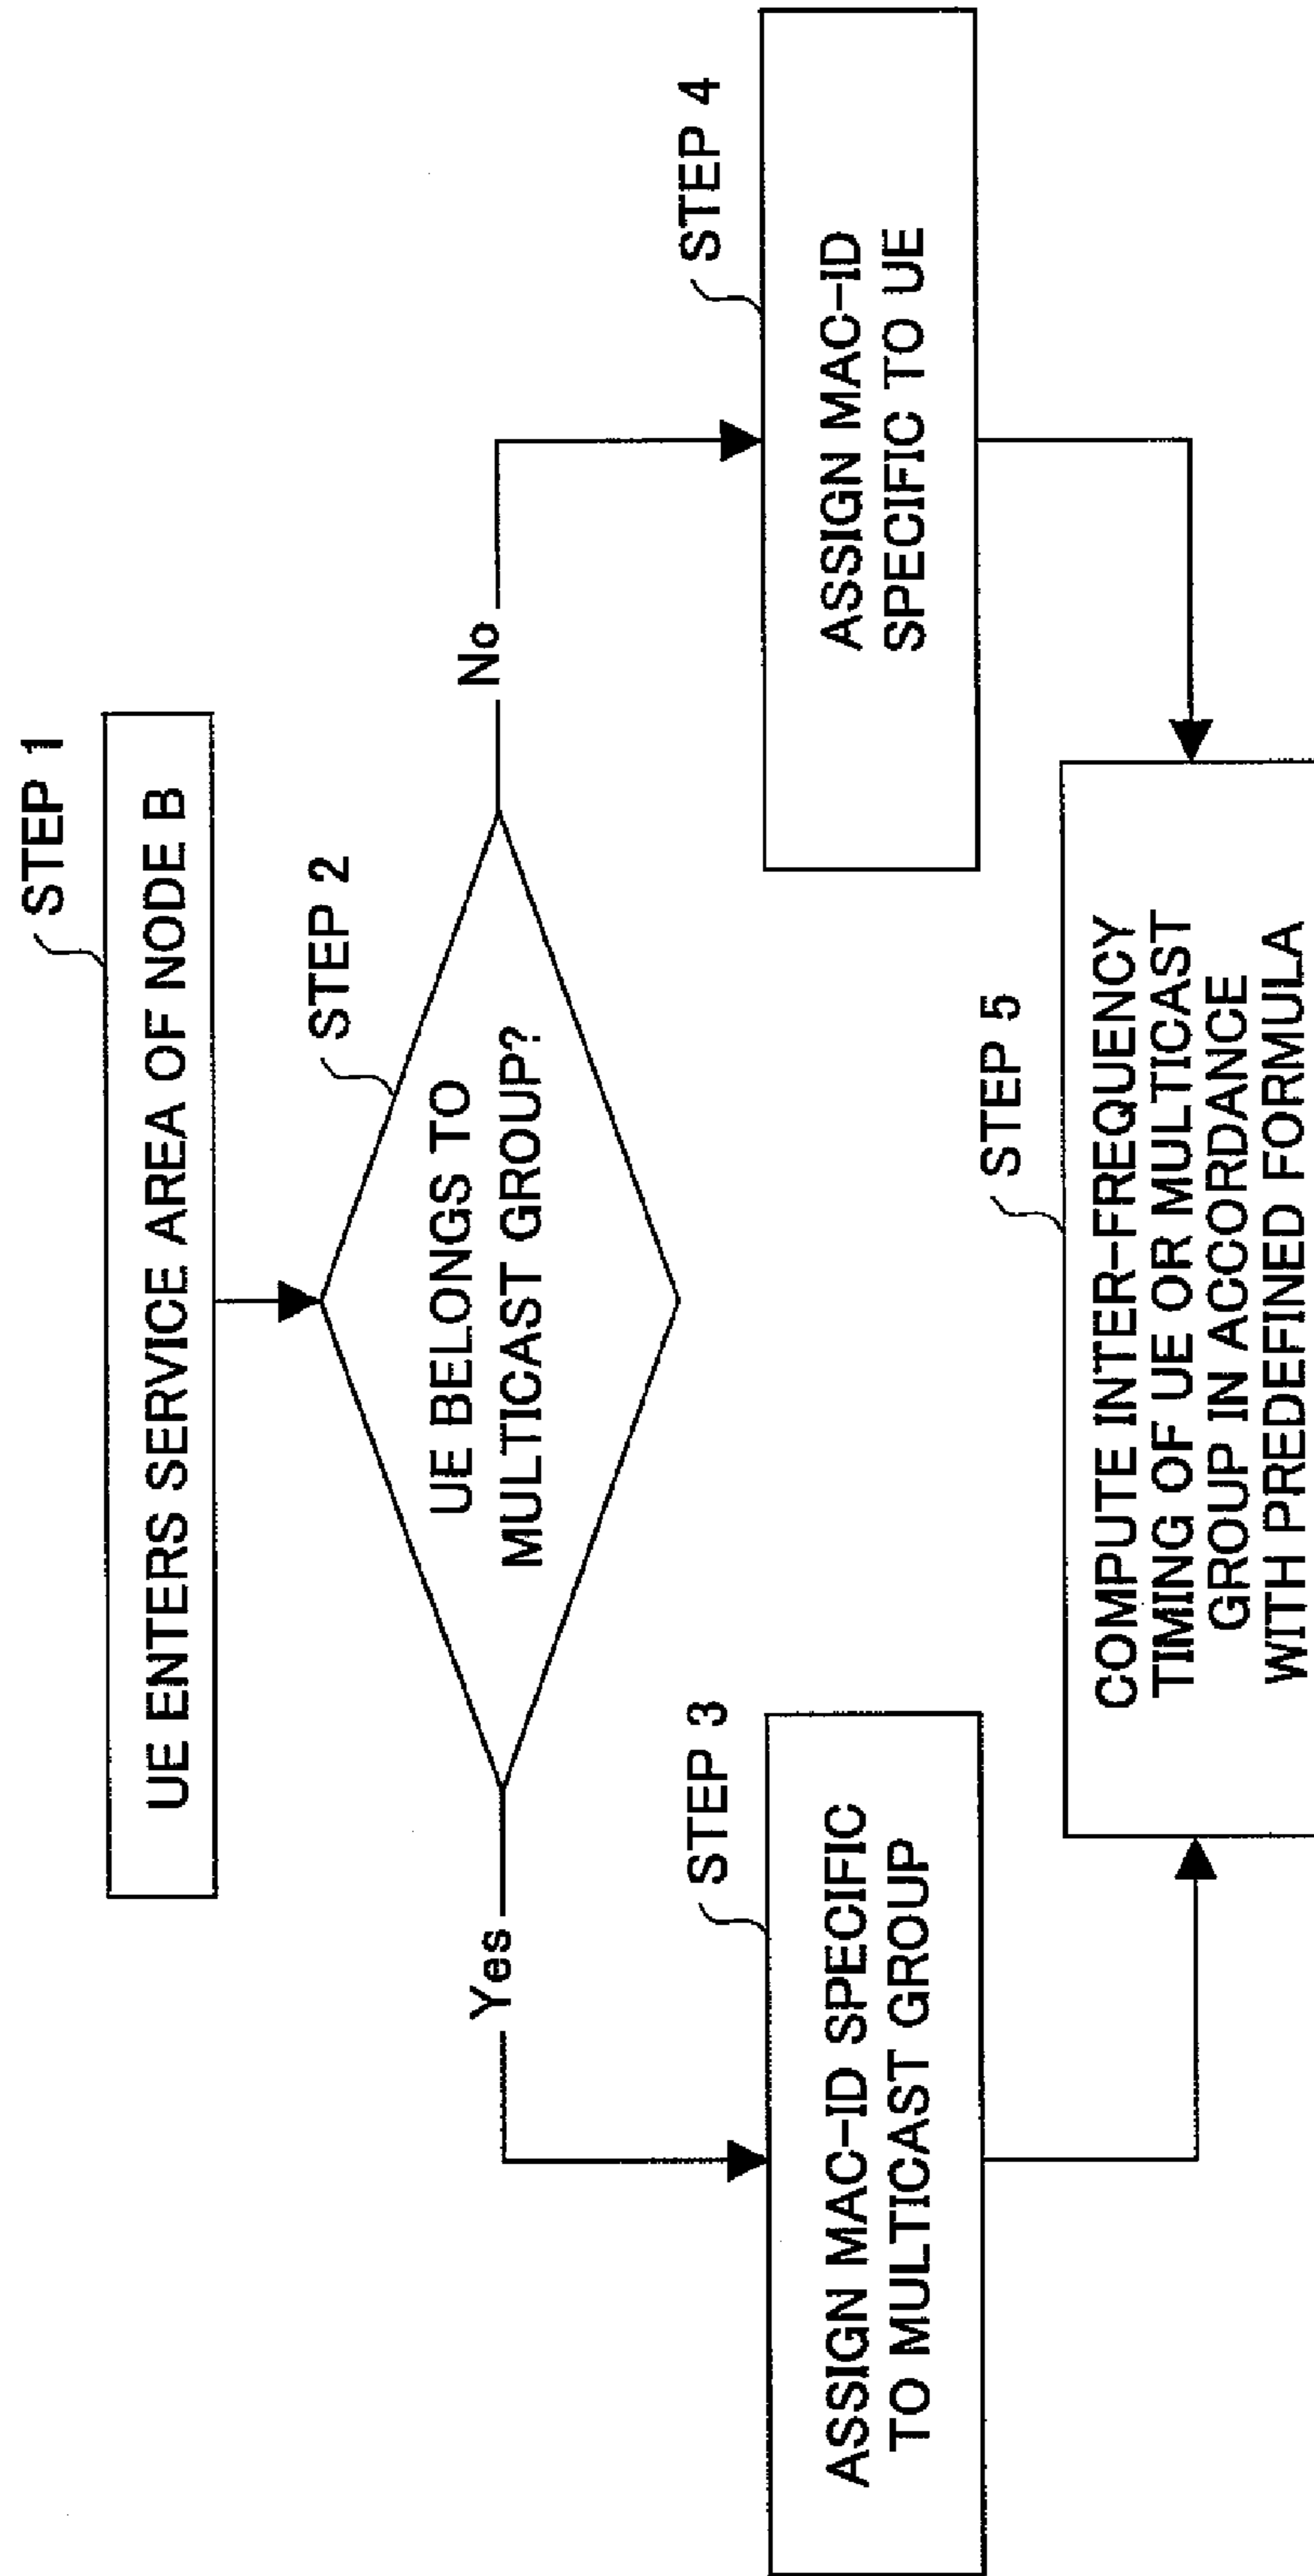 STEP 1
UE ENTERS SERVICE AREA OF NODE B
STEP 2
UE BELONGS TO
MULTICAST GROUP?
Yes
No
STEP 3
ASSIGN MAC-ID SPECIFIC
TO MULTICAST GROUP
STEP 4
ASSIGN MAC-ID
SPECIFIC TO UE
STEP 5
COMPUTE INTER-FREQUENCY
TIMING OF UE OR MULTICAST
GROUP IN ACCORDANCE
WITH PREDEFINED FORMULA